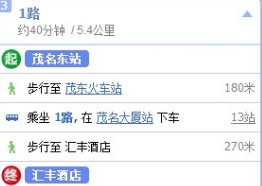 3
1路
约40分钟 / 5.4公里
起 茂名东站
步行至 茂东火车站 180米
乘坐 1路, 在 茂名大厦站 下车 13站
步行至 汇丰酒店 270米
终 汇丰酒店